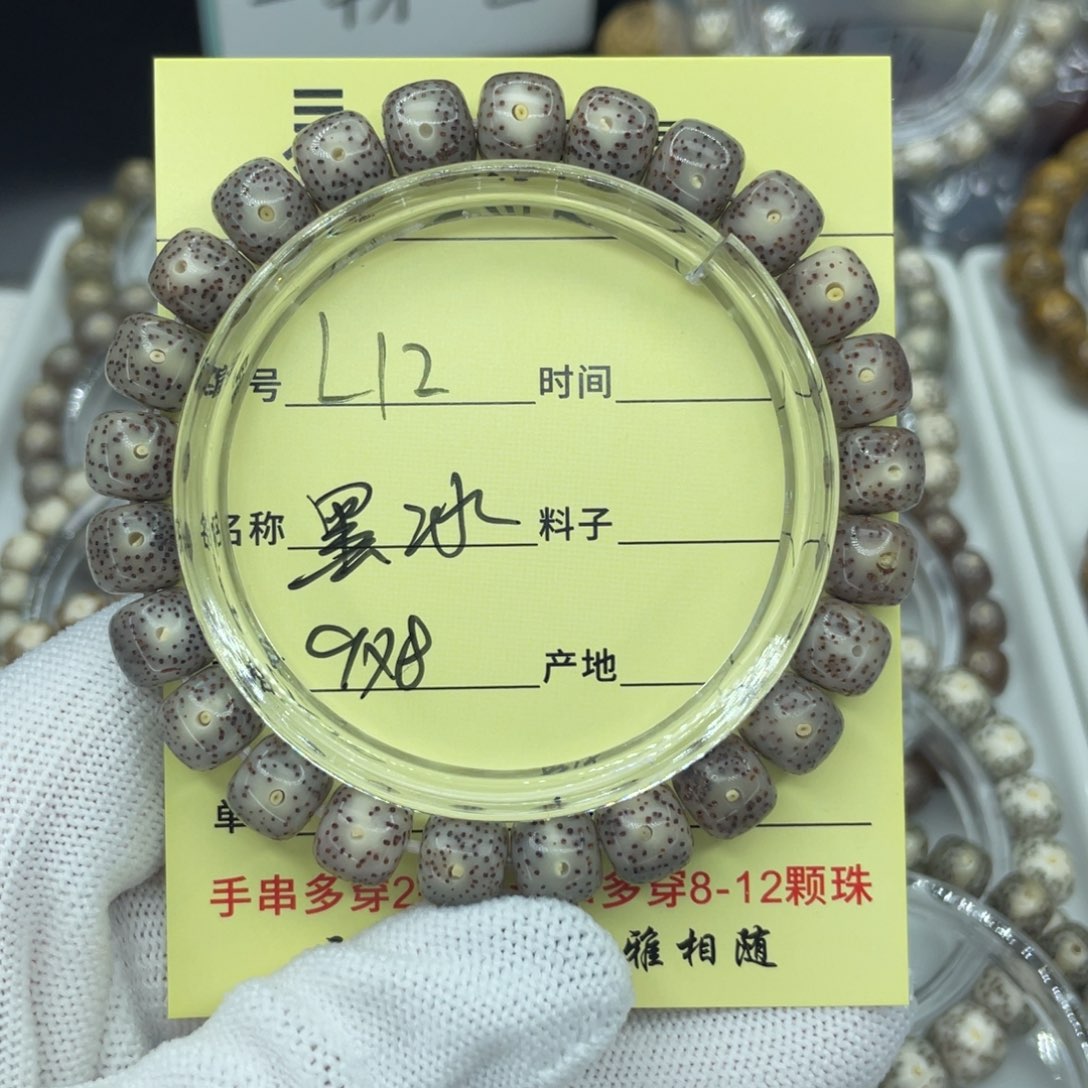 号 L12 时间
名称 墨冰 料子
9x8 产地
单
手串多穿2 多穿8-12颗珠
雅相随